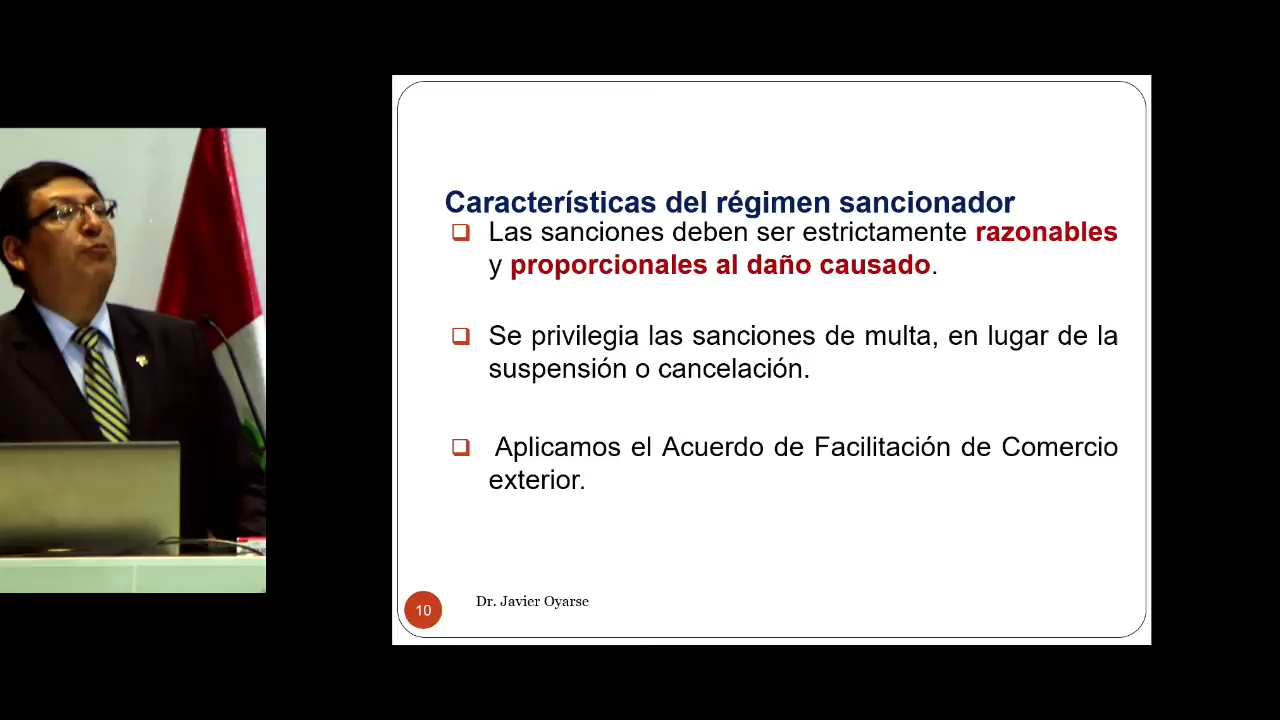 Características del régimen sancionador
Las sanciones deben ser estrictamente razonables
y proporcionales al daño causado.
Se privilegia las sanciones de multa, en lugar de la
suspensión o cancelación.
Aplicamos el Acuerdo de Facilitación de Comercio
exterior.
10
Dr. Javier Oyarse